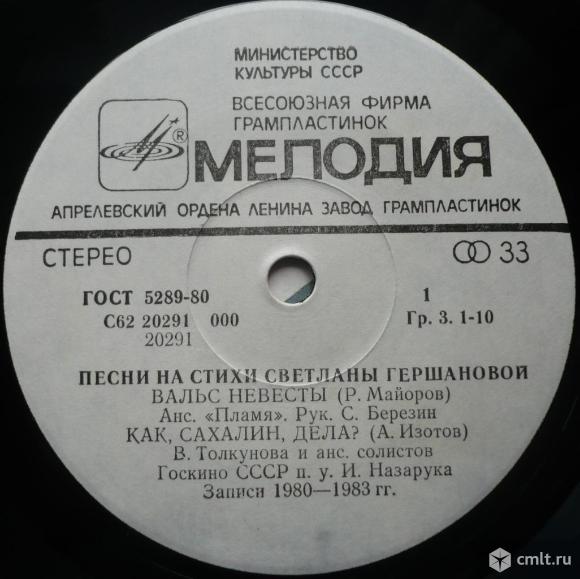 МИНИСТЕРСТВО
КУЛЬТУРЫ СССР
ВСЕСОЮЗНАЯ ФИРМА
ГРАМПЛАСТИНОК
®
МЕЛОДИЯ
АПРЕЛЕВСКИЙ ОРДЕНА ЛЕНИНА ЗАВОД ГРАМПЛАСТИНОК
СТЕРЕО 33
ГОСТ 5289-80 1
С62 20291 000 Гр. 3. 1-10
20291
ПЕСНИ НА СТИХИ СВЕТЛАНЫ ГЕРШАНОВОЙ
ВАЛЬС НЕВЕСТЫ (Р. Майоров)
Анс. «Пламя». Рук. С. Березин
КАК, САХАЛИН, ДЕЛА? (А. Изотов)
В. Толкунова и анс. солистов
Госкино СССР п. у И. Назарука
Записи 1980—1983 гг.
cmlt.ru